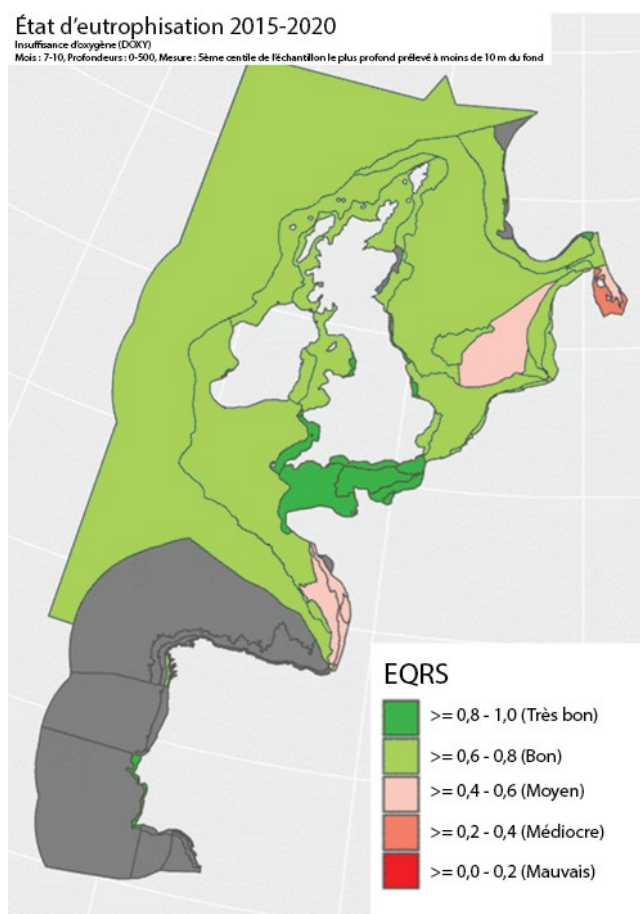 État d’eutrophisation 2015-2020
Insuffisance d’oxygène (DOXY)
Mois : 7-10, Profondeurs : 0-500, Mesure : 5ème centile de l’échantillon le plus profond prélevé à moins de 10 m du fond
EQRS
>= 0,8 - 1,0 (Très bon)
>= 0,6 - 0,8 (Bon)
>= 0,4 - 0,6 (Moyen)
>= 0,2 - 0,4 (Médiocre)
>= 0,0 - 0,2 (Mauvais)